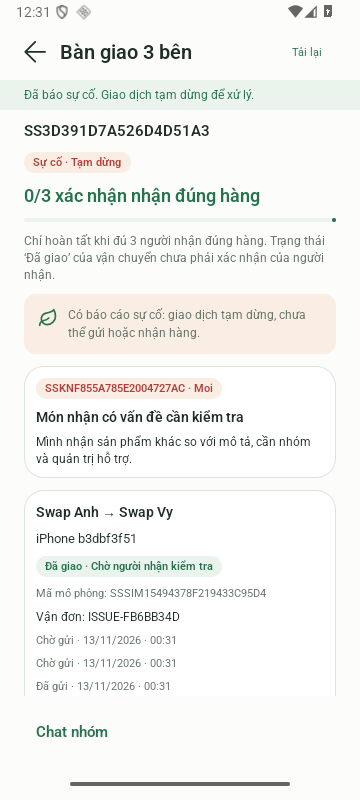 12:31
Bàn giao 3 bên
Tải lại
Đã báo sự cố. Giao dịch tạm dừng để xử lý.
SS3D391D7A526D4D51A3
Sự cố · Tạm dừng
0/3 xác nhận nhận đúng hàng
Chỉ hoàn tất khi đủ 3 người nhận đúng hàng. Trạng thái
'Đã giao' của vận chuyển chưa phải xác nhận của người
nhận.
Có báo cáo sự cố: giao dịch tạm dừng, chưa
thể gửi hoặc nhận hàng.
SSKNF855A785E2004727AC · Moi
Món nhận có vấn đề cần kiểm tra
Mình nhận sản phẩm khác so với mô tả, cần nhóm
và quản trị hỗ trợ.
Swap Anh → Swap Vy
iPhone b3dbf3f51
Đã giao · Chờ người nhận kiểm tra
Mã mô phỏng: SSSIM15494378F219433C95D4
Vận đơn: ISSUE-FB6BB34D
Chờ gửi · 13/11/2026 · 00:31
Chờ gửi · 13/11/2026 · 00:31
Đã gửi · 13/11/2026 · 00:31
Chat nhóm